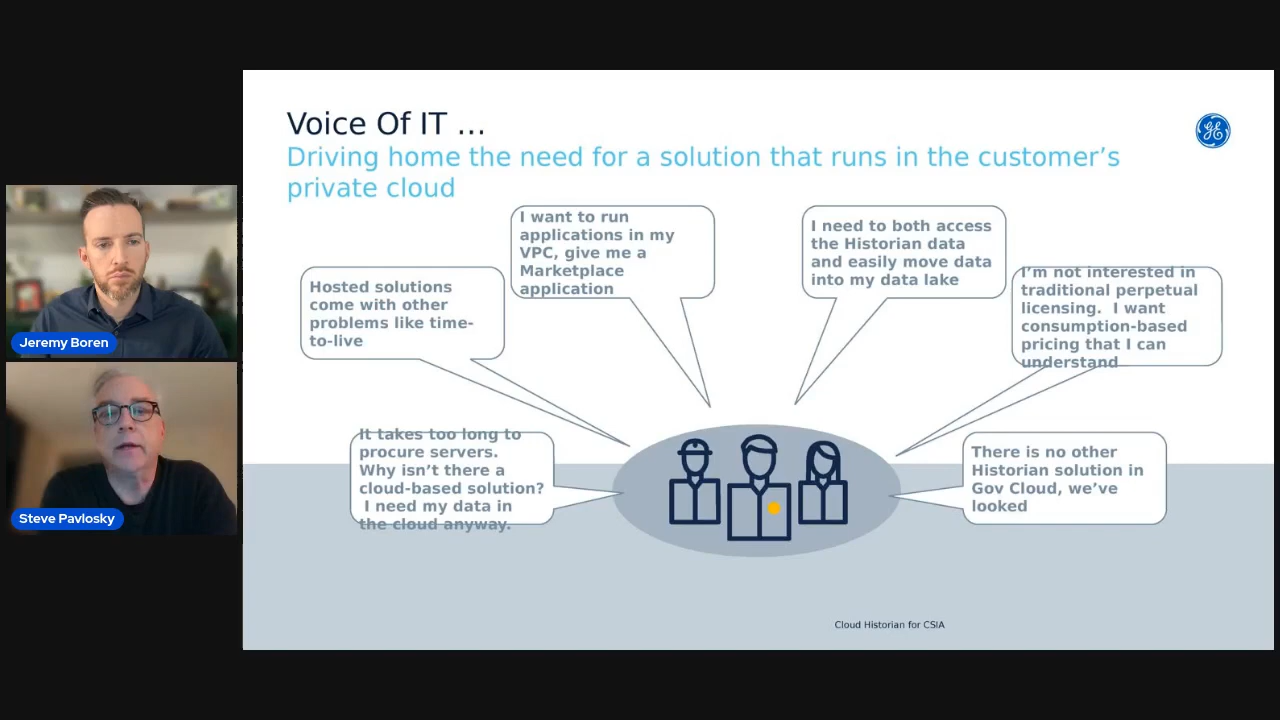 Voice Of IT ...
Driving home the need for a solution that runs in the customer's
private cloud
I want to run
applications in my
VPC, give me a
Marketplace
application
I need to both access
the Historian data
and easily move data
into my data lake
Hosted solutions
come with other
problems like time-
to-live
I'm not interested in
traditional perpetual
licensing. I want
consumption-based
pricing that I can
understand
It takes too long to
procure servers.
Why isn't there a
cloud-based solution?
I need my data in
the cloud anyway.
There is no other
Historian solution in
Gov Cloud, we've
looked
Cloud Historian for CSIA
Jeremy Boren
Steve Pavlosky
GE